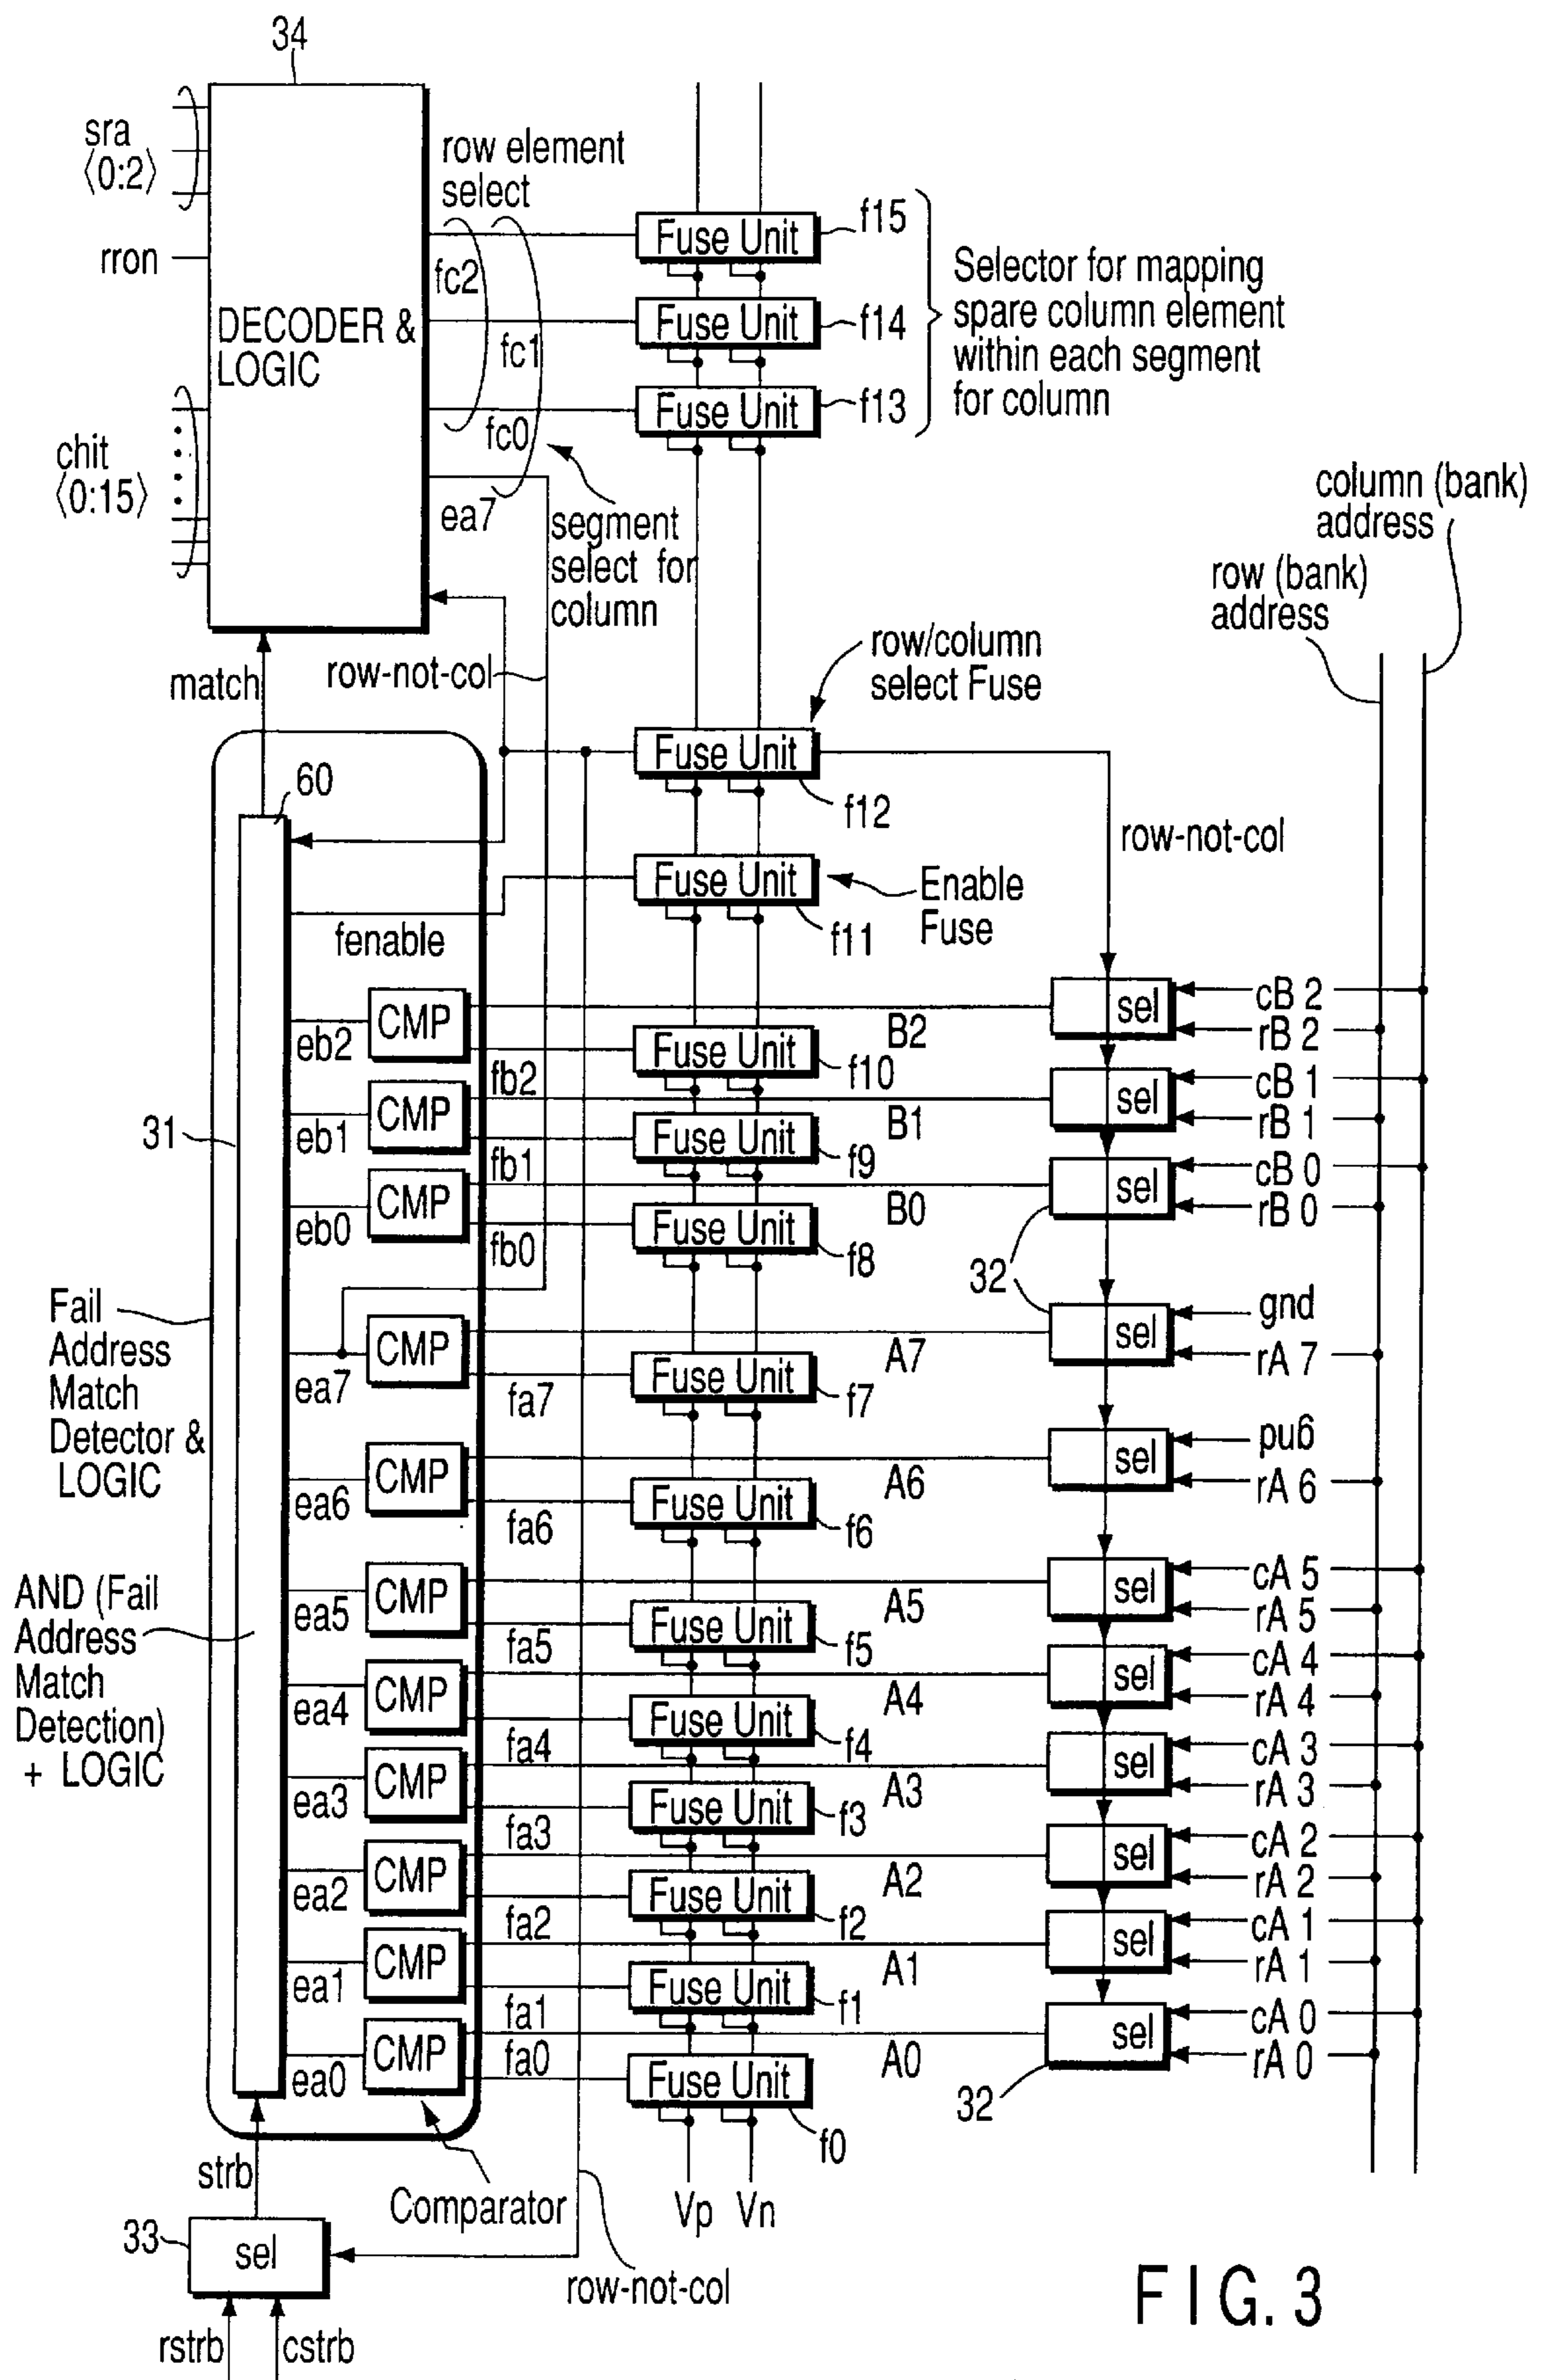 34
sra
⟨0:2⟩
rron
chit
⟨0:15⟩
DECODER &
LOGIC
row element
select
fc2
fc1
fc0
ea7
segment
select for
column
Fuse Unit
f15
Fuse Unit
f14
Fuse Unit
f13
Selector for mapping
spare column element
within each segment
for column
column (bank)
address
row (bank)
address
match
row-not-col
row/column
select Fuse
Fuse Unit
f12
row-not-col
60
Fuse Unit
f11
Enable
Fuse
fenable
31
eb2
CMP
fb2
Fuse Unit
f10
B2
sel
cB 2
rB 2
eb1
CMP
fb1
Fuse Unit
f9
B1
sel
cB 1
rB 1
eb0
CMP
fb0
Fuse Unit
f8
B0
sel
cB 0
rB 0
32
Fail
Address
Match
Detector &
LOGIC
ea7
CMP
fa7
Fuse Unit
f7
A7
sel
gnd
rA 7
ea6
CMP
fa6
Fuse Unit
f6
A6
sel
pu6
rA 6
AND (Fail
Address
Match
Detection)
+ LOGIC
ea5
CMP
fa5
Fuse Unit
f5
A5
sel
cA 5
rA 5
ea4
CMP
fa4
Fuse Unit
f4
A4
sel
cA 4
rA 4
ea3
CMP
fa3
Fuse Unit
f3
A3
sel
cA 3
rA 3
ea2
CMP
fa2
Fuse Unit
f2
A2
sel
cA 2
rA 2
ea1
CMP
fa1
Fuse Unit
f1
A1
sel
cA 1
rA 1
ea0
CMP
fa0
Fuse Unit
f0
A0
sel
cA 0
rA 0
32
strb
Comparator
Vp
Vn
33
sel
row-not-col
rstrb
cstrb
FIG. 3